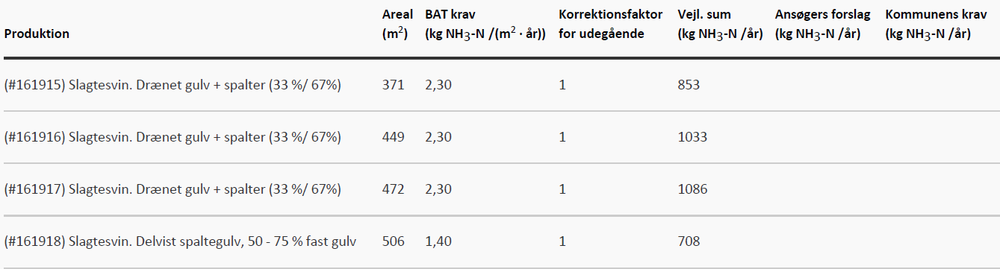 Produktion Areal (m²) BAT krav (kg NH3-N /(m² · år)) Korrektionsfaktor for udegående Vejl. sum (kg NH3-N /år) Ansøgers forslag (kg NH3-N /år) Kommunens krav (kg NH3-N /år)
(#161915) Slagtesvin. Drænet gulv + spalter (33 %/ 67%) 371 2,30 1 853
(#161916) Slagtesvin. Drænet gulv + spalter (33 %/ 67%) 449 2,30 1 1033
(#161917) Slagtesvin. Drænet gulv + spalter (33 %/ 67%) 472 2,30 1 1086
(#161918) Slagtesvin. Delvist spaltegulv, 50 - 75 % fast gulv 506 1,40 1 708